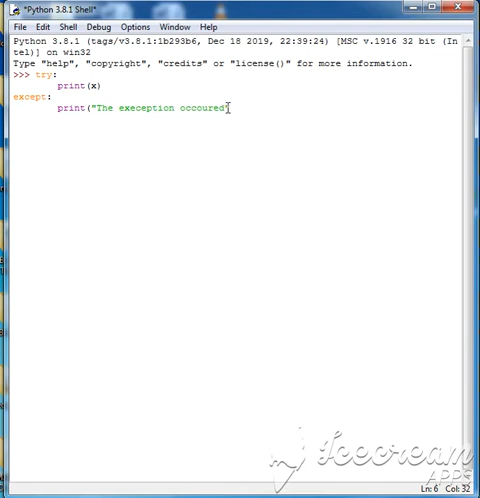 *Python 3.8.1 Shell*
File Edit Shell Debug Options Window Help
Python 3.8.1 (tags/v3.8.1:1b293b6, Dec 18 2019, 22:39:24) [MSC v.1916 32 bit (In
tel)] on win32
Type "help", "copyright", "credits" or "license()" for more information.
>>> try:
print(x)
except:
print("The exeception occoured"
Icecream
APPS
Ln: 6 Col: 32